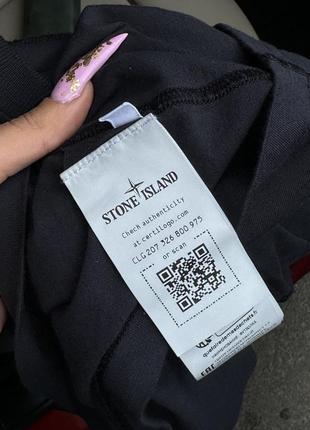 STONE ISLAND
Check authenticity
at certilogo.com
CLG 207 326 800 975
or scan